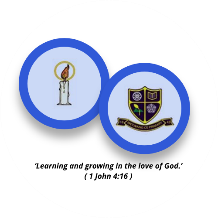 'Learning and growing in the love of God.'
( 1 John 4:16 )